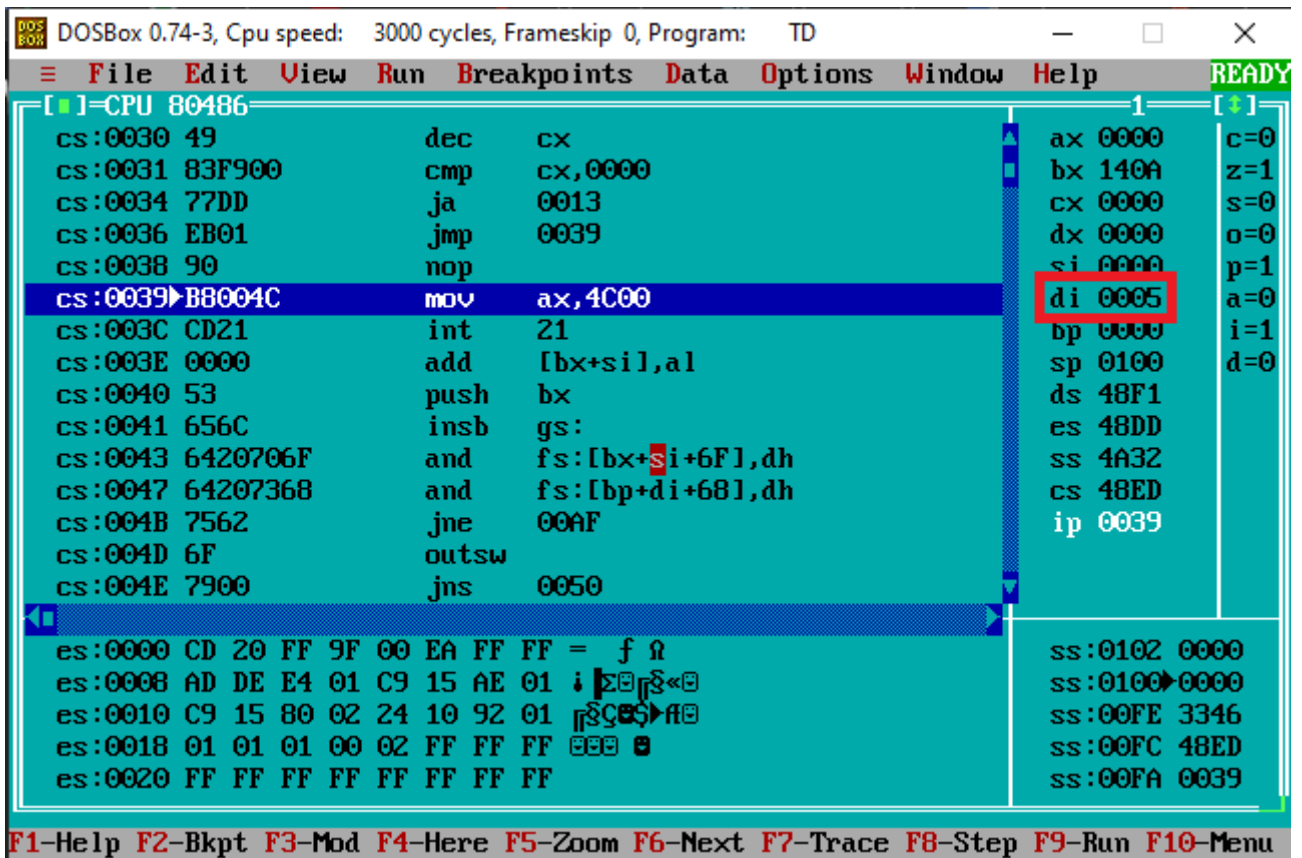 DOSBox 0.74-3, Cpu speed: 3000 cycles, Frameskip 0, Program: TD
≡ File Edit View Run Breakpoints Data Options Window Help READY
[■]=CPU 80486 1 [↕]
cs:0030 49 dec cx ax 0000 c=0
cs:0031 83F900 cmp cx,0000 bx 140A z=1
cs:0034 77DD ja 0013 cx 0000 s=0
cs:0036 EB01 jmp 0039 dx 0000 o=0
cs:0038 90 nop si 0000 p=1
cs:0039►B8004C mov ax,4C00 di 0005 a=0
cs:003C CD21 int 21 bp 0000 i=1
cs:003E 0000 add [bx+si],al sp 0100 d=0
cs:0040 53 push bx ds 48F1
cs:0041 656C insb gs: es 48DD
cs:0043 6420706F and fs:[bx+si+6F],dh ss 4A32
cs:0047 64207368 and fs:[bp+di+68],dh cs 48ED
cs:004B 7562 jne 00AF ip 0039
cs:004D 6F outsw
cs:004E 7900 jns 0050
es:0000 CD 20 FF 9F 00 EA FF FF = ƒ Ω ss:0102 0000
es:0008 AD DE E4 01 C9 15 AE 01 ¡ ▐Σ☺╔§«☺ ss:0100►0000
es:0010 C9 15 80 02 24 10 92 01 ╔§Ç☻$►Æ☺ ss:00FE 3346
es:0018 01 01 01 00 02 FF FF FF ☺☺☺ ☻ ss:00FC 48ED
es:0020 FF FF FF FF FF FF FF FF ss:00FA 0039
F1-Help F2-Bkpt F3-Mod F4-Here F5-Zoom F6-Next F7-Trace F8-Step F9-Run F10-Menu